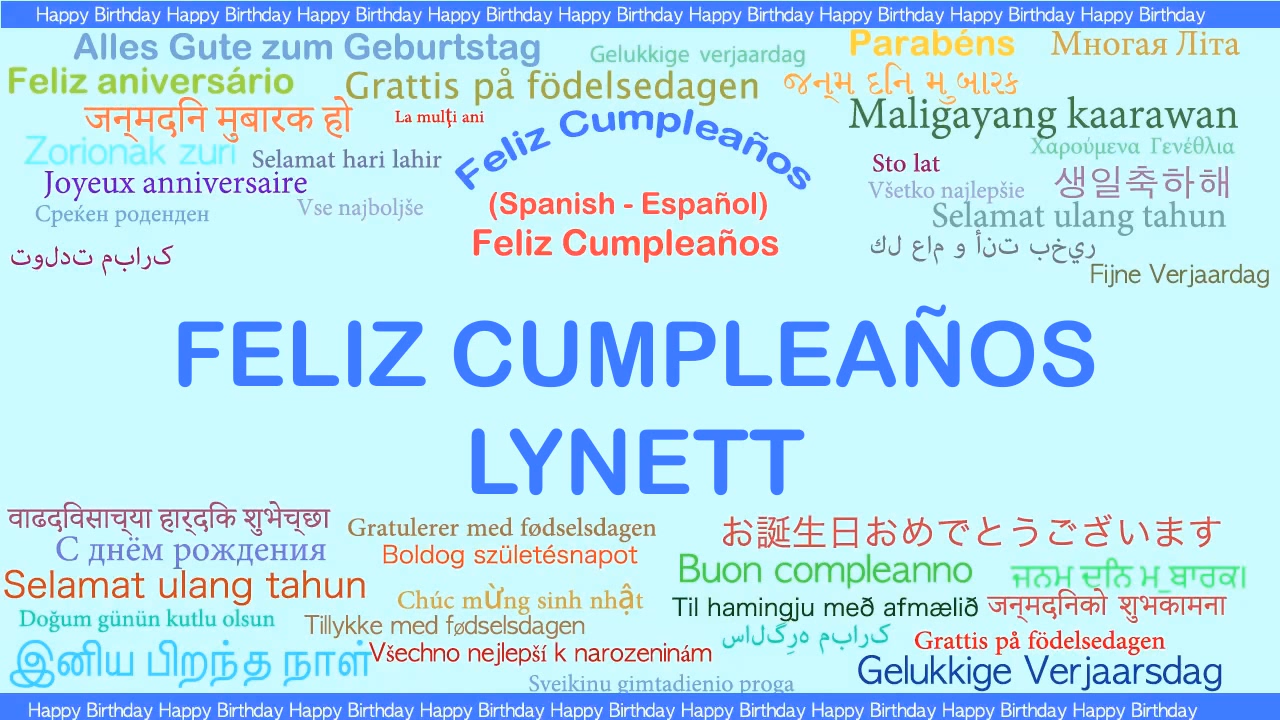 Happy Birthday Happy Birthday Happy Birthday Happy Birthday Happy Birthday Happy Birthday Happy Birthday Happy Birthday Happy Birthday
Alles Gute zum Geburtstag
Gelukkige verjaardag
Parabéns
Многая Літа
Feliz aniversário
Grattis på födelsedagen
જન્મ દિન મુબારક
जन्मदिन मुबारक हो
La mulţi ani
Feliz Cumpleaños
Maligayang kaarawan
Zorionak zuri
Selamat hari lahir
Χαρούμενα Γενέθλια
Sto lat
Joyeux anniversaire
(Spanish - Español)
Všetko najlepšie
생일축하해
Среќен роденден
Vse najboljše
Selamat ulang tahun
Feliz Cumpleaños
تولدت مبارک
كل عام و أنت بخير
Fijne Verjaardag
FELIZ CUMPLEAÑOS
LYNETT
वाढदिवसाच्या हार्दिक शुभेच्छा
Gratulerer med fødselsdagen
お誕生日おめでとうございます
С днём рождения
Boldog születésnapot
Buon compleanno
ਜਨਮ ਦਿਨ ਮੁਬਾਰਕ।
Selamat ulang tahun
Chúc mừng sinh nhật
Til hamingju með afmælið
जन्मदिनको शुभकामना
Doğum günün kutlu olsun
Tillykke med fødselsdagen
سالگرہ مبارک
Grattis på födelsedagen
இனிய பிறந்த நாள்
Všechno nejlepší k narozeninám
Gelukkige Verjaarsdag
Sveikinu gimtadienio proga
Happy Birthday Happy Birthday Happy Birthday Happy Birthday Happy Birthday Happy Birthday Happy Birthday Happy Birthday Happy Birthday